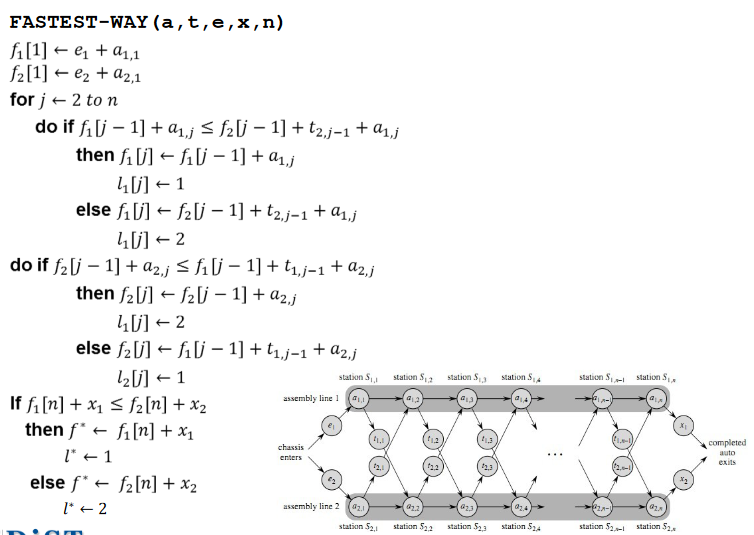 FASTEST-WAY(a,t,e,x,n)
f₁[1] ← e₁ + a₁,₁
f₂[1] ← e₂ + a₂,₁
for j ← 2 to n
do if f₁[j − 1] + a₁,ⱼ ≤ f₂[j − 1] + t₂,ⱼ₋₁ + a₁,ⱼ
then f₁[j] ← f₁[j − 1] + a₁,ⱼ
l₁[j] ← 1
else f₁[j] ← f₂[j − 1] + t₂,ⱼ₋₁ + a₁,ⱼ
l₁[j] ← 2
do if f₂[j − 1] + a₂,ⱼ ≤ f₁[j − 1] + t₁,ⱼ₋₁ + a₂,ⱼ
then f₂[j] ← f₂[j − 1] + a₂,ⱼ
l₁[j] ← 2
else f₂[j] ← f₁[j − 1] + t₁,ⱼ₋₁ + a₂,ⱼ
l₂[j] ← 1
If f₁[n] + x₁ ≤ f₂[n] + x₂
then f* ← f₁[n] + x₁
l* ← 1
else f* ← f₂[n] + x₂
l* ← 2
station S₁,₁ station S₁,₂ station S₁,₃ station S₁,₄ station S₁,ₙ₋₁ station S₁,ₙ
assembly line 1 a₁,₁ a₁,₂ a₁,₃ a₁,₄ a₁,ₙ₋₁ a₁,ₙ
e₁ x₁
t₁,₁ t₁,₂ t₁,₃ t₁,ₙ₋₁
chassis enters
... completed auto exits
t₂,₁ t₂,₂ t₂,₃ t₂,ₙ₋₁
e₂ x₂
assembly line 2 a₂,₁ a₂,₂ a₂,₃ a₂,₄ a₂,ₙ₋₁ a₂,ₙ
station S₂,₁ station S₂,₂ station S₂,₃ station S₂,₄ station S₂,ₙ₋₁ station S₂,ₙ